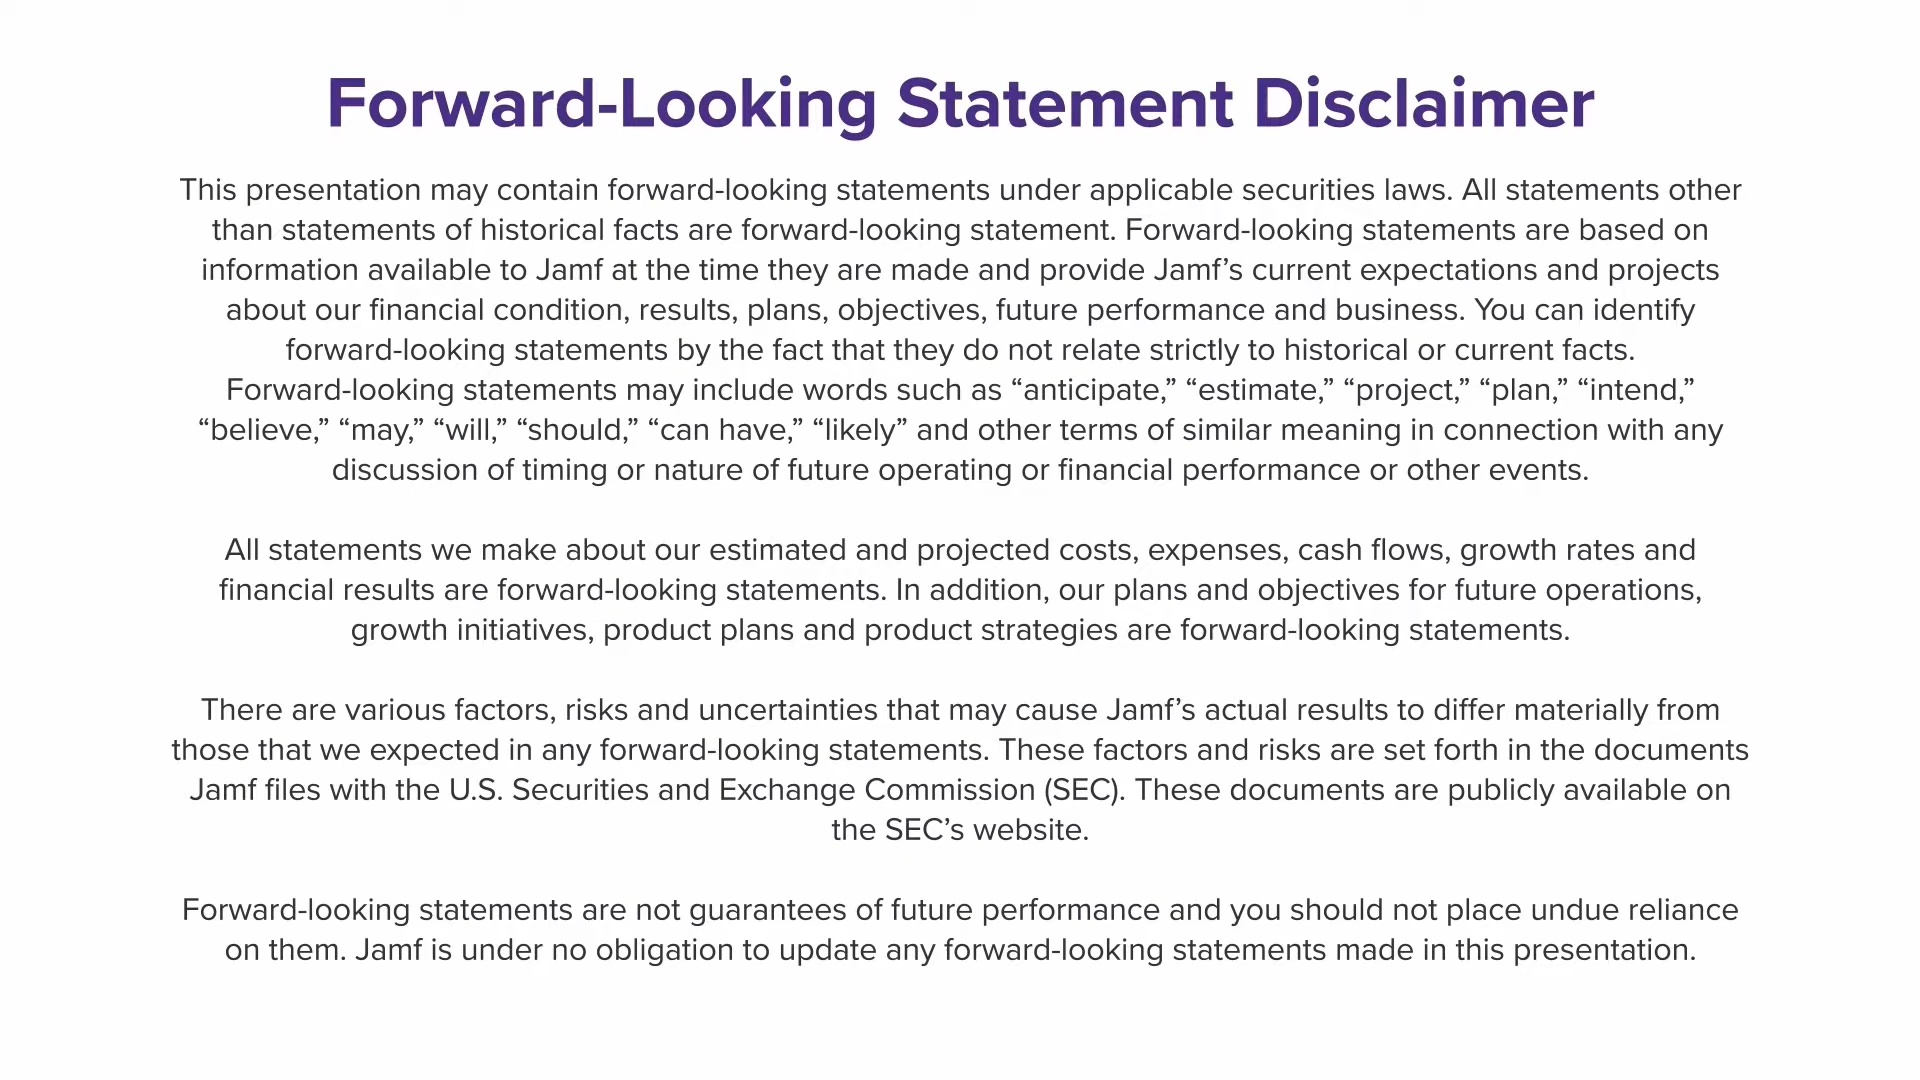 Forward-Looking Statement Disclaimer
This presentation may contain forward-looking statements under applicable securities laws. All statements other
than statements of historical facts are forward-looking statement. Forward-looking statements are based on
information available to Jamf at the time they are made and provide Jamf’s current expectations and projects
about our financial condition, results, plans, objectives, future performance and business. You can identify
forward-looking statements by the fact that they do not relate strictly to historical or current facts.
Forward-looking statements may include words such as “anticipate,” “estimate,” “project,” “plan,” “intend,”
“believe,” “may,” “will,” “should,” “can have,” “likely” and other terms of similar meaning in connection with any
discussion of timing or nature of future operating or financial performance or other events.
All statements we make about our estimated and projected costs, expenses, cash flows, growth rates and
financial results are forward-looking statements. In addition, our plans and objectives for future operations,
growth initiatives, product plans and product strategies are forward-looking statements.
There are various factors, risks and uncertainties that may cause Jamf’s actual results to differ materially from
those that we expected in any forward-looking statements. These factors and risks are set forth in the documents
Jamf files with the U.S. Securities and Exchange Commission (SEC). These documents are publicly available on
the SEC’s website.
Forward-looking statements are not guarantees of future performance and you should not place undue reliance
on them. Jamf is under no obligation to update any forward-looking statements made in this presentation.